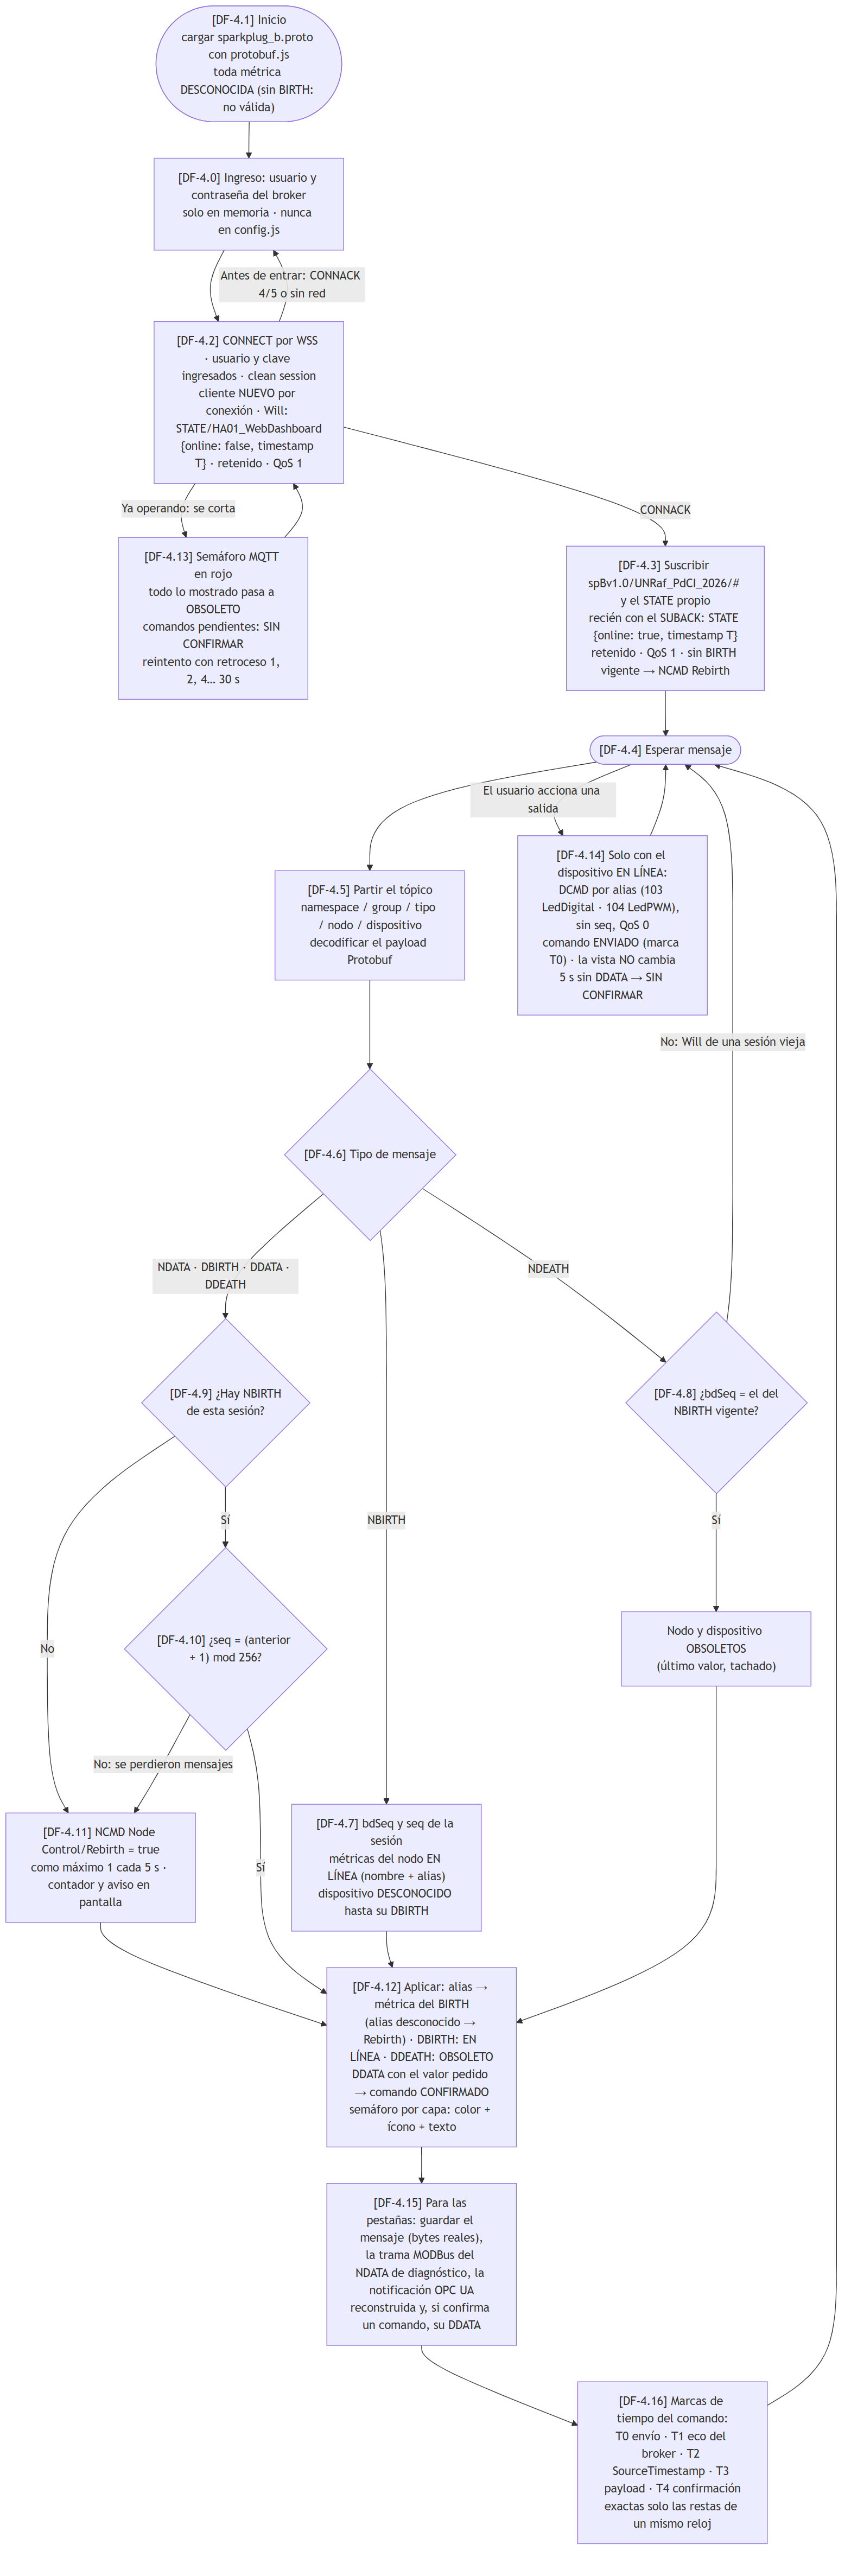 [DF-4.1] Inicio
cargar sparkplug_b.proto
con protobuf.js
toda métrica
DESCONOCIDA (sin BIRTH:
no válida)
[DF-4.0] Ingreso: usuario y
contraseña del broker
solo en memoria · nunca
en config.js
Antes de entrar: CONNACK
4/5 o sin red
[DF-4.2] CONNECT por WSS
· usuario y clave
ingresados · clean session
cliente NUEVO por
conexión · Will:
STATE/HA01_WebDashboard
{online: false, timestamp
T} · retenido · QoS 1
Ya operando: se corta
CONNACK
[DF-4.13] Semáforo MQTT
en rojo
todo lo mostrado pasa a
OBSOLETO
comandos pendientes: SIN
CONFIRMAR
reintento con retroceso 1,
2, 4… 30 s
[DF-4.3] Suscribir
spBv1.0/UNRaf_PdCI_2026/#
y el STATE propio
recién con el SUBACK: STATE
{online: true, timestamp T}
retenido · QoS 1 · sin BIRTH
vigente → NCMD Rebirth
[DF-4.4] Esperar mensaje
El usuario acciona una
salida
[DF-4.5] Partir el tópico
namespace / group / tipo
/ nodo / dispositivo
decodificar el payload
Protobuf
[DF-4.14] Solo con el
dispositivo EN LÍNEA:
DCMD por alias (103
LedDigital · 104 LedPWM),
sin seq, QoS 0
comando ENVIADO (marca
T0) · la vista NO cambia
5 s sin DDATA → SIN
CONFIRMAR
No: Will de una sesión vieja
[DF-4.6] Tipo de mensaje
NDATA · DBIRTH · DDATA ·
DDEATH
NDEATH
[DF-4.9] ¿Hay NBIRTH
de esta sesión?
[DF-4.8] ¿bdSeq = el del
NBIRTH vigente?
Sí
NBIRTH
Sí
[DF-4.10] ¿seq = (anterior
+ 1) mod 256?
No
Nodo y dispositivo
OBSOLETOS
(último valor, tachado)
No: se perdieron mensajes
[DF-4.11] NCMD Node
Control/Rebirth = true
como máximo 1 cada 5 s ·
contador y aviso en
pantalla
Sí
[DF-4.7] bdSeq y seq de la
sesión
métricas del nodo EN
LÍNEA (nombre + alias)
dispositivo DESCONOCIDO
hasta su DBIRTH
[DF-4.12] Aplicar: alias →
métrica del BIRTH
(alias desconocido →
Rebirth) · DBIRTH: EN
LÍNEA · DDEATH: OBSOLETO
DDATA con el valor pedido
→ comando CONFIRMADO
semáforo por capa: color +
ícono + texto
[DF-4.15] Para las
pestañas: guardar el
mensaje (bytes reales),
la trama MODBus del
NDATA de diagnóstico, la
notificación OPC UA
reconstruida y, si confirma
un comando, su DDATA
[DF-4.16] Marcas de
tiempo del comando:
T0 envío · T1 eco del
broker · T2
SourceTimestamp · T3
payload · T4 confirmación
exactas solo las restas de
un mismo reloj